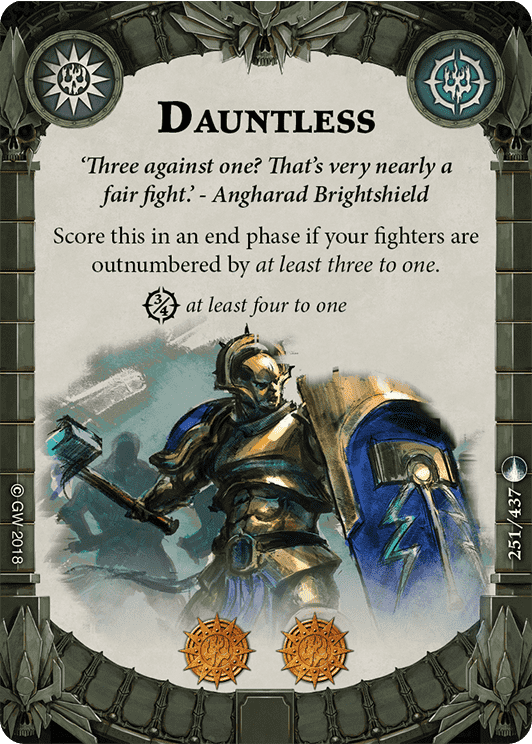 DAUNTLESS
‘Three against one? That’s very nearly a
fair fight.’ - Angharad Brightshield
Score this in an end phase if your fighters are
outnumbered by at least three to one.
3/4 at least four to one
© GW 2018
251/437